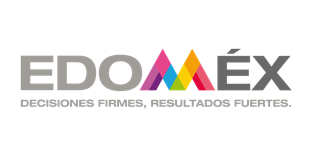 EDOMÉX
DECISIONES FIRMES, RESULTADOS FUERTES.